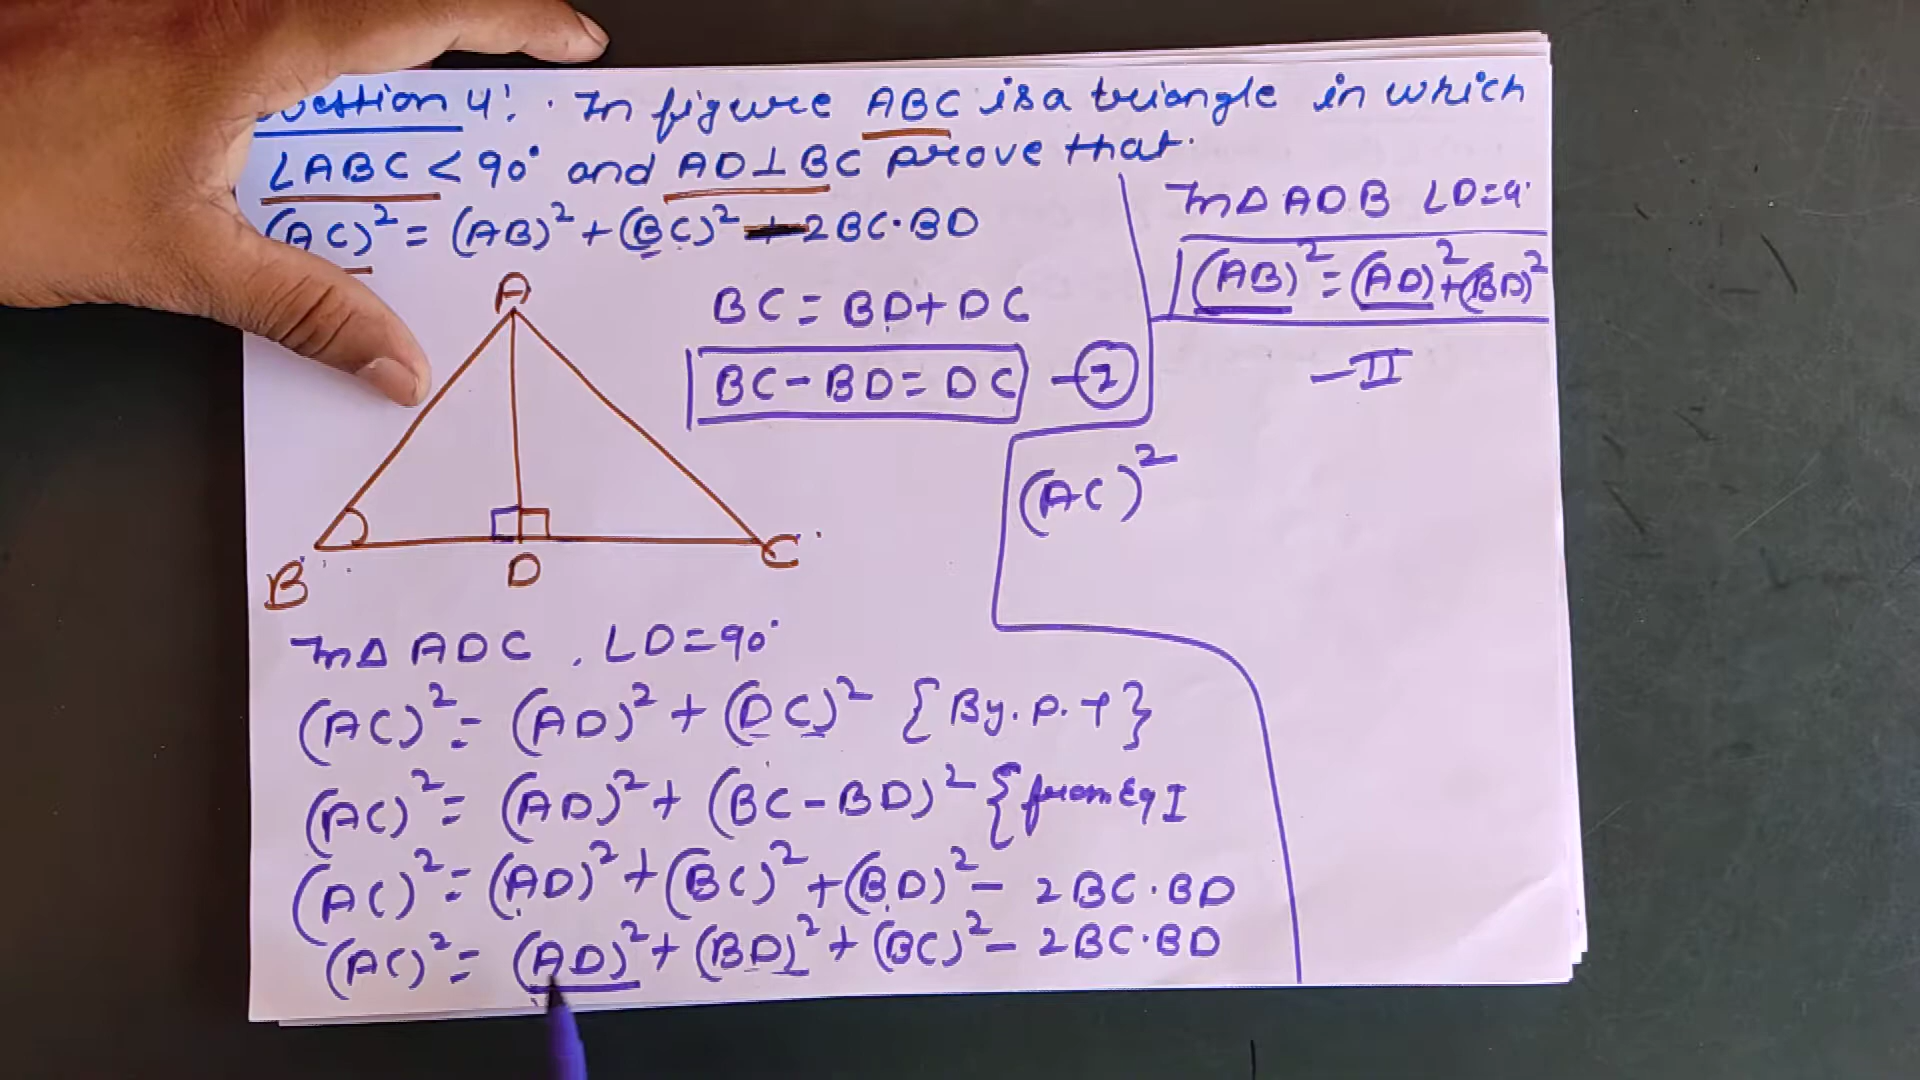 uestion 4: . In figure ABC is a triangle in which
∠ABC < 90° and AD⊥BC prove that
(AC)² = (AB)² + (BC)² - 2BC·BD
A
B
D
C
BC = BD + DC
BC - BD = DC
In Δ ADC, ∠D = 90°
(AC)² = (AD)² + (DC)² {By. P. T}
(AC)² = (AD)² + (BC - BD)² {from Eq I
(AC)² = (AD)² + (BC)² + (BD)² - 2BC·BD
(AC)² = (AD)² + (BD)² + (BC)² - 2BC·BD
In Δ ADB ∠D = 9
(AB)² = (AD)² + (BD)²
- II
(AC)²